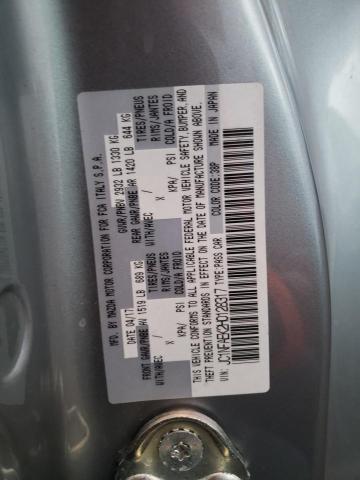 MFD. BY MAZDA MOTOR CORPORATION FOR FCA ITALY S.P.A.
04/17 GVWR/PNBV 2932 LB 1330 KG
FRONT GAWR/PNBE AV 1519 LB 689 KG REAR GAWR/PNBE AR 1420 LB 644 KG
WITH/AVEC TIRES/PNEUS WITH/AVEC TIRES/PNEUS
/ X RIMS/JANTES / X RIMS/JANTES
KPA/ PSI COLD/A FROID KPA/ PSI COLD/A FROID
THIS VEHICLE CONFORMS TO ALL APPLICABLE FEDERAL MOTOR VEHICLE SAFETY, BUMPER, AND
THEFT PREVENTION STANDARDS IN EFFECT ON THE DATE OF MANUFACTURE SHOWN ABOVE.
VIN: JC1NFAEK2H0128317 TYPE:PASS CAR COLOR CODE:38P MADE IN JAPAN